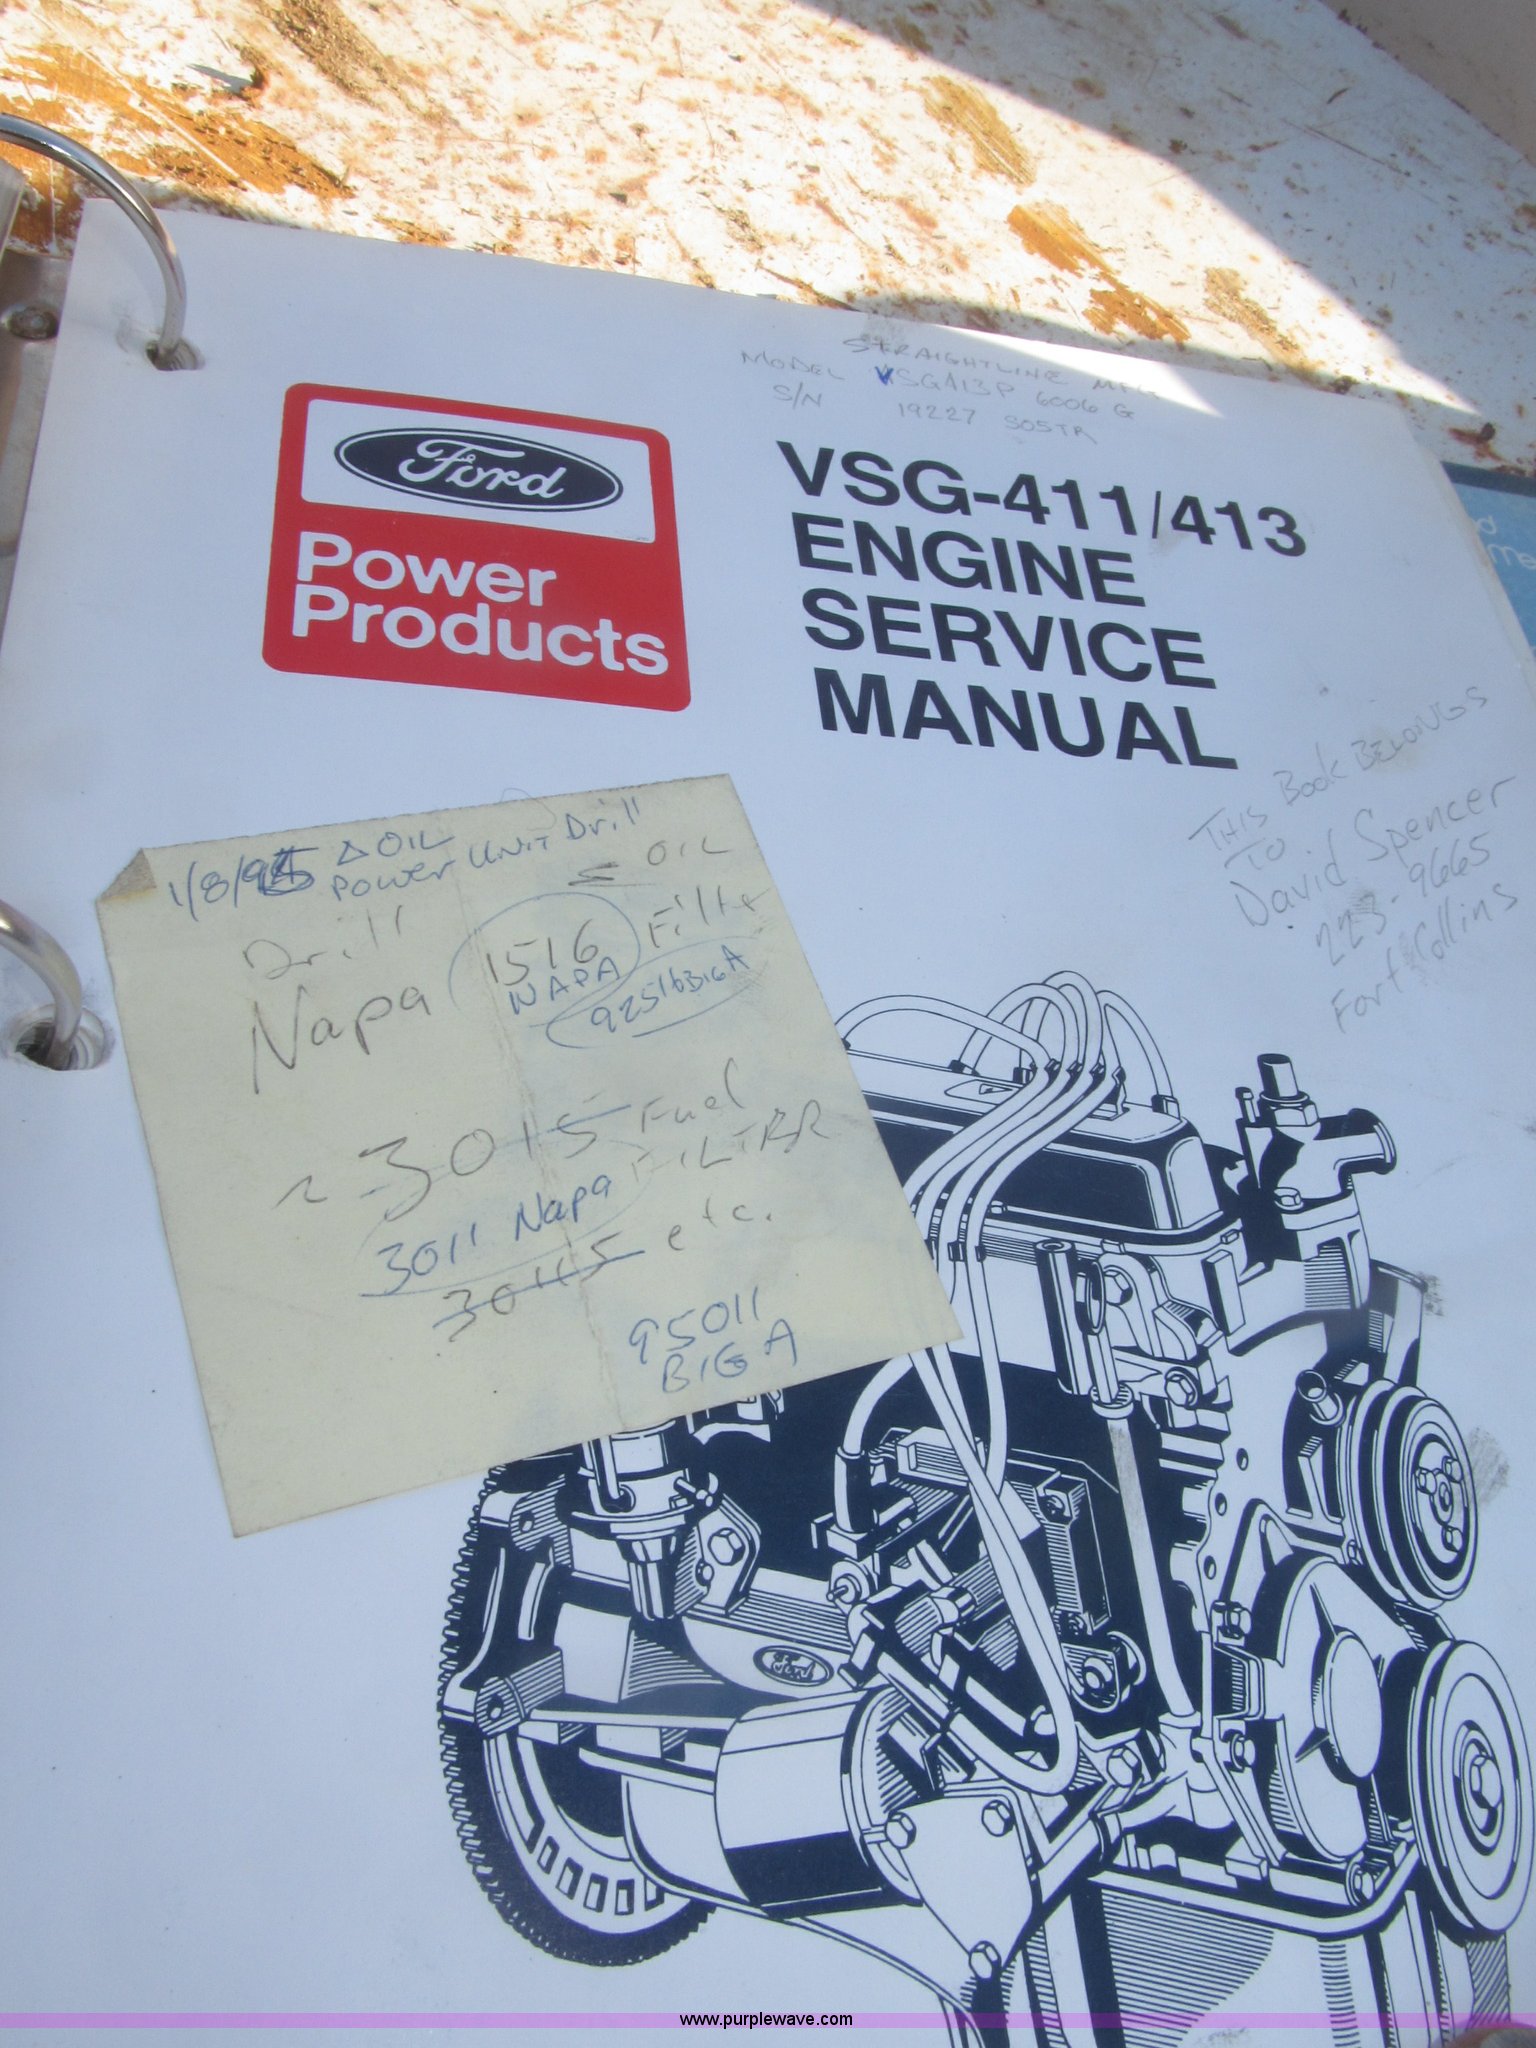 STRAIGHTLINE MFG
MODEL VSG413P 6006 G
S/N 19227 S05TR
Ford
Power
Products
VSG-411/413
ENGINE
SERVICE
MANUAL
THIS BOOK BELONGS
TO
David Spencer
223-9665
Fort Collins
1/8/95 Δ OIL
POWER UNIT Drill
Drill
OIL
Napa 1516 Filter
NAPA
92516 BIG A
3015 Fuel
3011 Napa FILTER
30115 etc.
95011
BIG A
Ford
www.purplewave.com